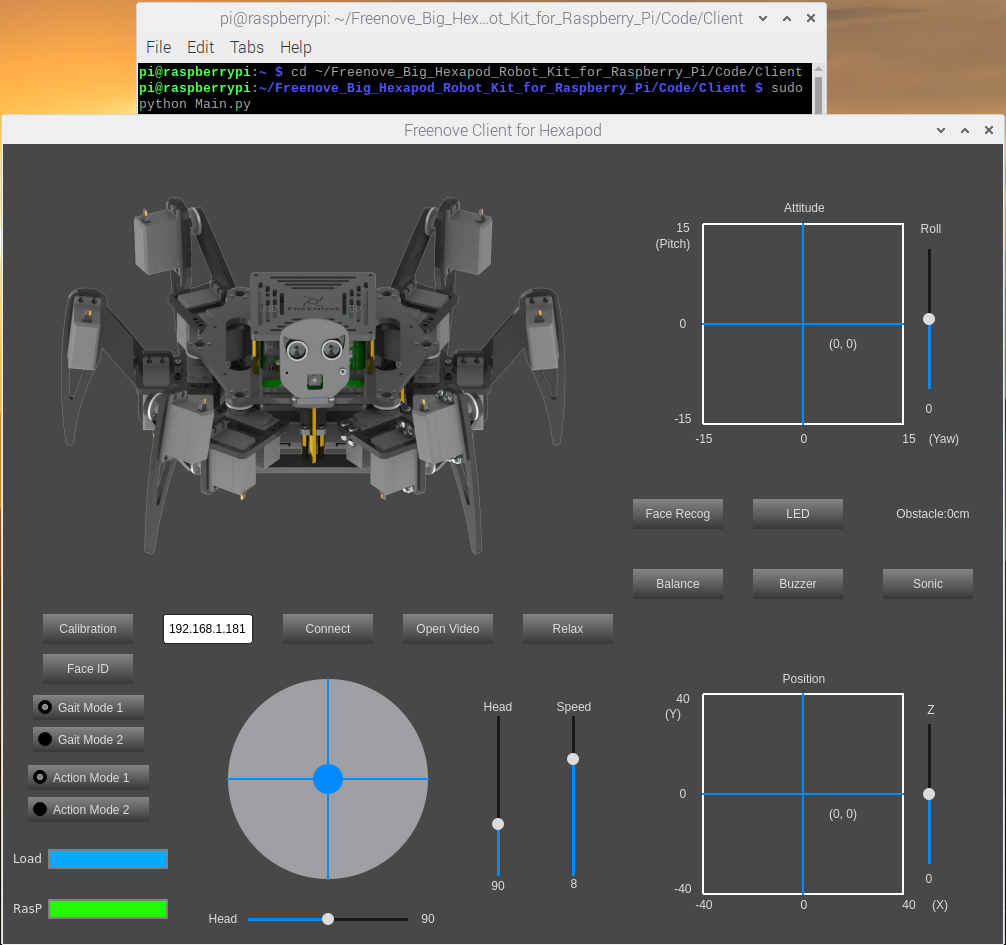 pi@raspberrypi: ~/Freenove_Big_Hex...ot_Kit_for_Raspberry_Pi/Code/Client
File Edit Tabs Help
pi@raspberrypi:~ $ cd ~/Freenove_Big_Hexapod_Robot_Kit_for_Raspberry_Pi/Code/Client
pi@raspberrypi:~/Freenove_Big_Hexapod_Robot_Kit_for_Raspberry_Pi/Code/Client $ sudo
python Main.py
Freenove Client for Hexapod
FREENOVE
Attitude
15
(Pitch)
Roll
0
(0, 0)
-15
0
-15 0 15 (Yaw)
Face Recog LED Obstacle:0cm
Balance Buzzer Sonic
Calibration 192.168.1.181 Connect Open Video Relax
Face ID
Gait Mode 1
Gait Mode 2
Action Mode 1
Action Mode 2
Load
RasP
Head Speed
90 8
Head 90
Position
40
(Y)
Z
0
(0, 0)
-40
0
-40 0 40 (X)